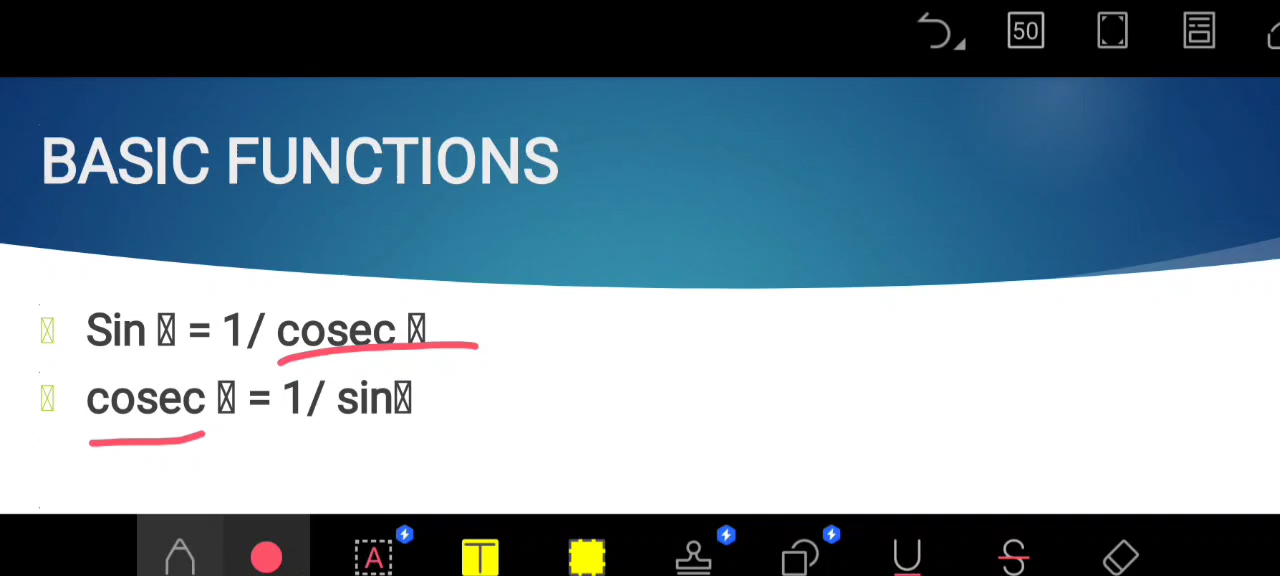 50
BASIC FUNCTIONS
Sin = 1/ cosec
cosec = 1/ sin
A
T
U
S